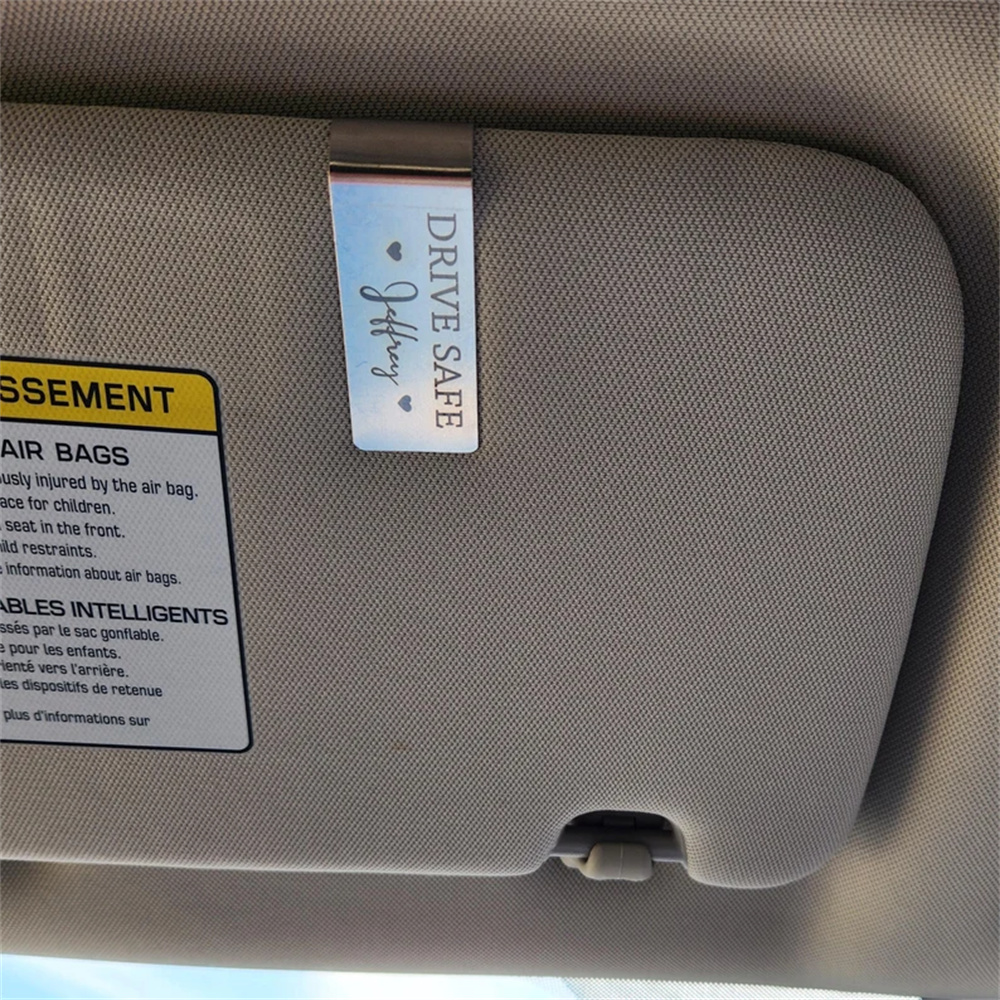 DRIVE SAFE
Jeffrey
SSEMENT
AIR BAGS
usly injured by the air bag.
ace for children.
seat in the front.
ild restraints.
e information about air bags.
ABLES INTELLIGENTS
ssés par le sac gonflable.
e pour les enfants.
ienté vers l'arrière.
les dispositifs de retenue
plus d'informations sur